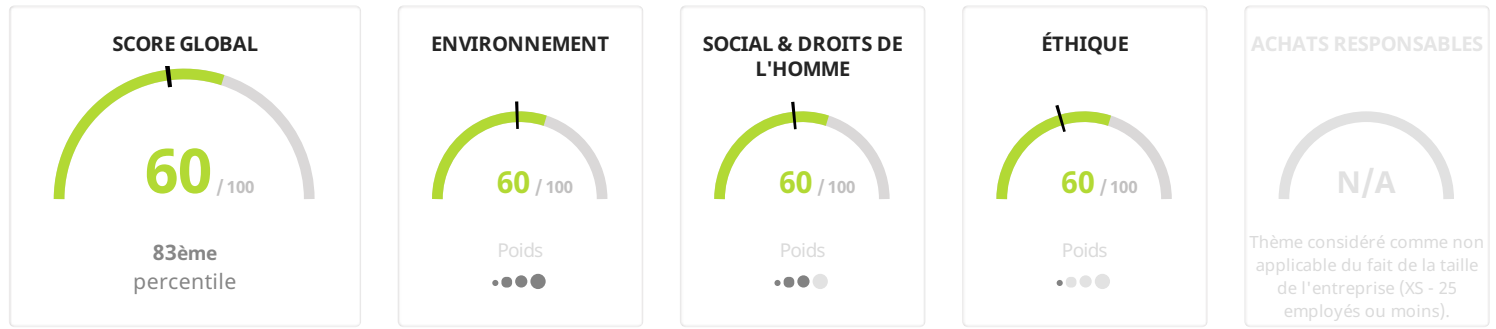 SCORE GLOBAL
60 / 100
83ème
percentile
ENVIRONNEMENT
60 / 100
Poids
SOCIAL & DROITS DE
L'HOMME
60 / 100
Poids
ÉTHIQUE
60 / 100
Poids
ACHATS RESPONSABLES
N/A
Thème considéré comme non
applicable du fait de la taille
de l'entreprise (XS - 25
employés ou moins).